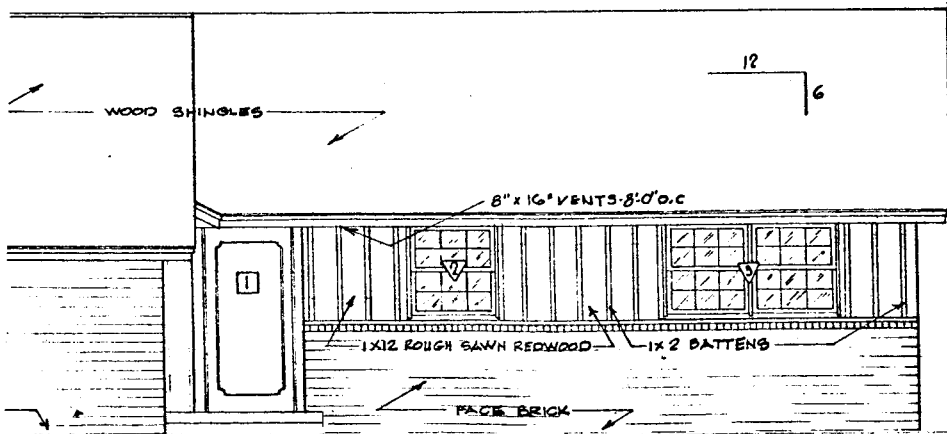 12
6
WOOD SHINGLES
8" x 16" VENTS-8'-0" O.C
1
2
3
1X12 ROUGH SAWN REDWOOD
1X2 BATTENS
FACE BRICK